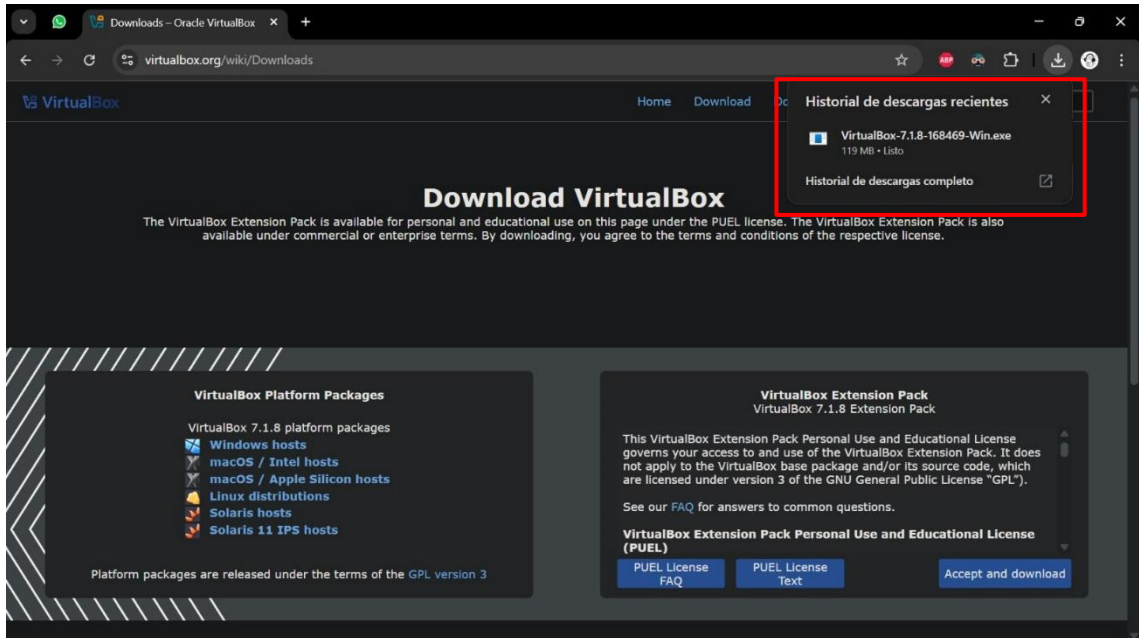 Downloads – Oracle VirtualBox
virtualbox.org/wiki/Downloads
ABP
VirtualBox
Home Download
Historial de descargas recientes
VirtualBox-7.1.8-168469-Win.exe
119 MB • Listo
Historial de descargas completo
Download VirtualBox
The VirtualBox Extension Pack is available for personal and educational use on this page under the PUEL license. The VirtualBox Extension Pack is also
available under commercial or enterprise terms. By downloading, you agree to the terms and conditions of the respective license.
VirtualBox Platform Packages
VirtualBox 7.1.8 platform packages
Windows hosts
macOS / Intel hosts
macOS / Apple Silicon hosts
Linux distributions
Solaris hosts
Solaris 11 IPS hosts
Platform packages are released under the terms of the GPL version 3
VirtualBox Extension Pack
VirtualBox 7.1.8 Extension Pack
This VirtualBox Extension Pack Personal Use and Educational License
governs your access to and use of the VirtualBox Extension Pack. It does
not apply to the VirtualBox base package and/or its source code, which
are licensed under version 3 of the GNU General Public License “GPL”).
See our FAQ for answers to common questions.
VirtualBox Extension Pack Personal Use and Educational License
(PUEL)
PUEL License
FAQ
PUEL License
Text
Accept and download